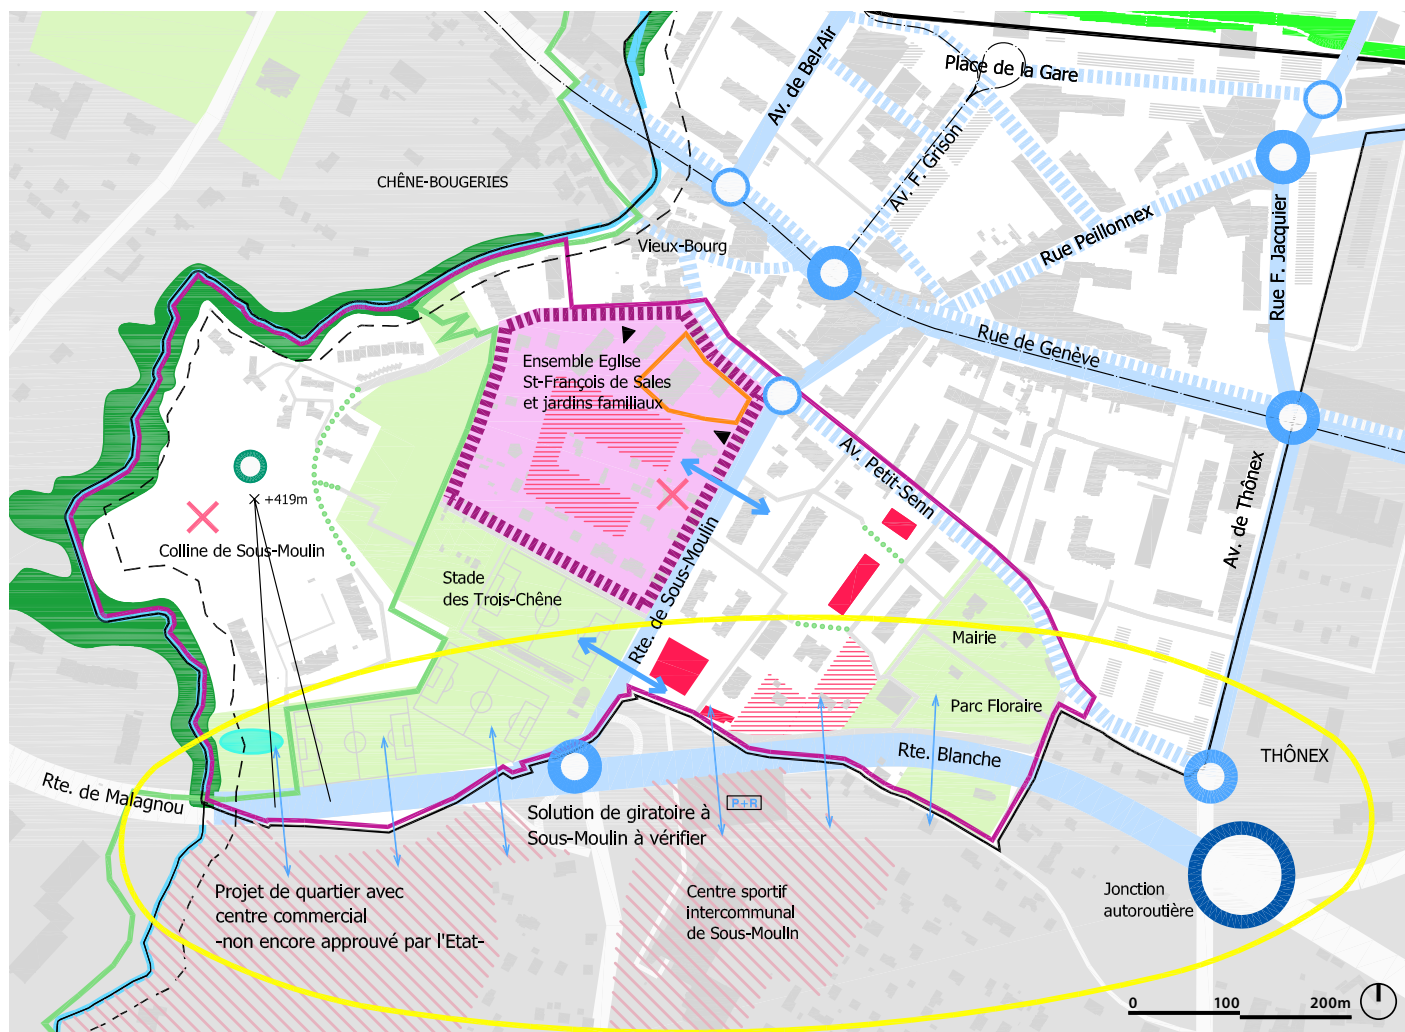 Av. de Bel-Air
Place de la Gare
Av. F. Grison
CHÊNE-BOUGERIES
Vieux-Bourg
Rue Peillonnex
Rue F. Jacquier
Rue de Genève
Ensemble Eglise
St-François de Sales
et jardins familiaux
Av. Petit-Senn
Av. de Thônex
+419m
Colline de Sous-Moulin
Stade
des Trois-Chêne
Rte. de Sous-Moulin
Mairie
Parc Floraire
Rte. Blanche
THÔNEX
Rte. de Malagnou
Solution de giratoire à
Sous-Moulin à vérifier
P+R
Projet de quartier avec
centre commercial
-non encore approuvé par l'Etat-
Centre sportif
intercommunal
de Sous-Moulin
Jonction
autoroutière
0 100 200m